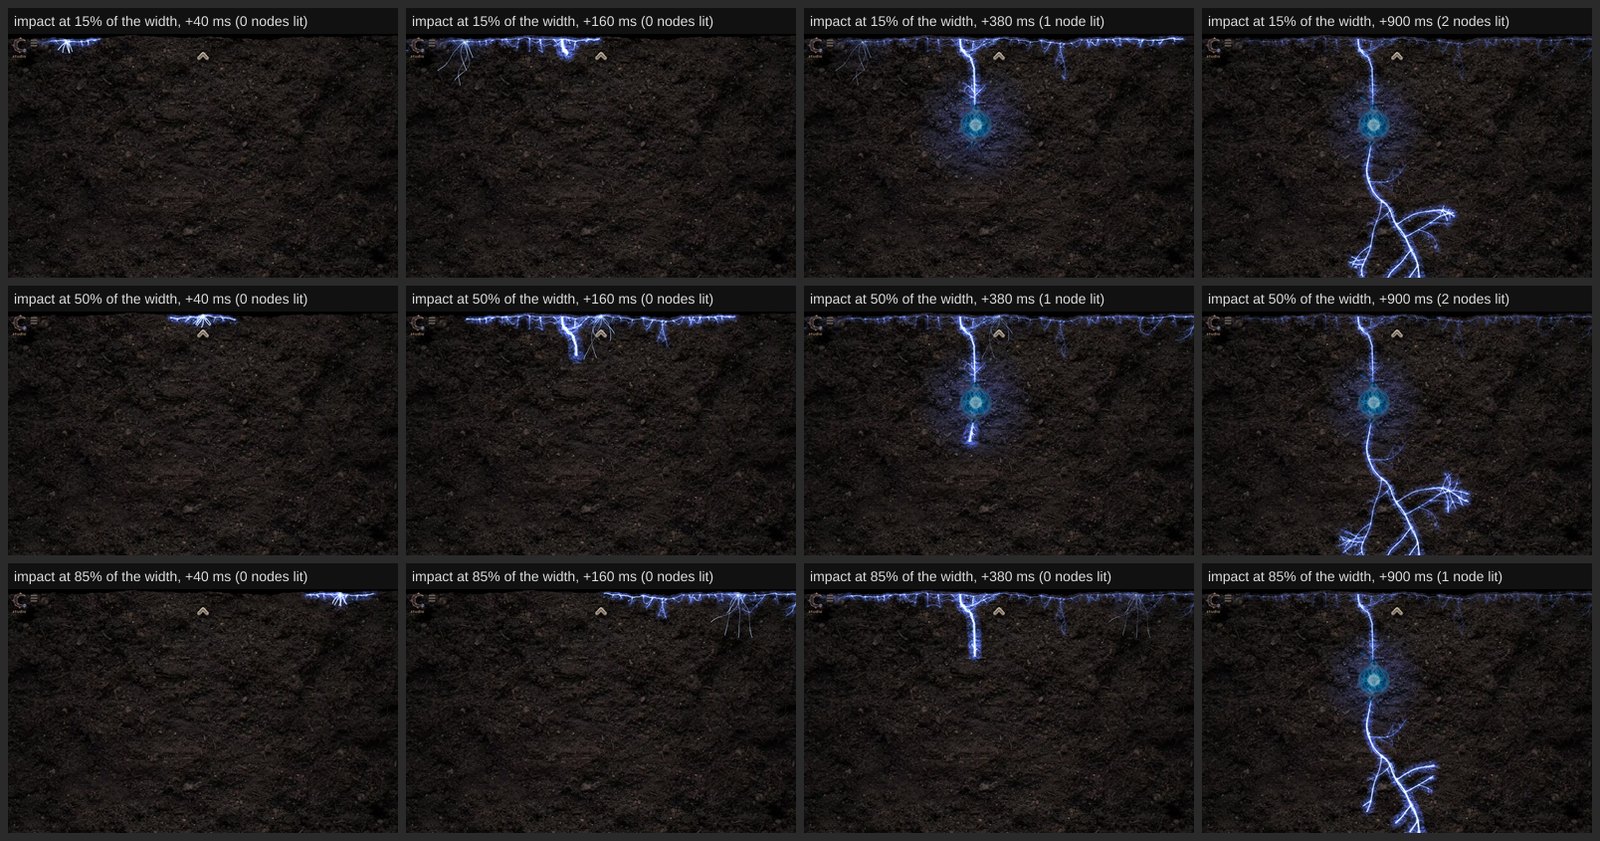 impact at 15% of the width, +40 ms (0 nodes lit)
impact at 15% of the width, +160 ms (0 nodes lit)
impact at 15% of the width, +380 ms (1 node lit)
impact at 15% of the width, +900 ms (2 nodes lit)
impact at 50% of the width, +40 ms (0 nodes lit)
impact at 50% of the width, +160 ms (0 nodes lit)
impact at 50% of the width, +380 ms (1 node lit)
impact at 50% of the width, +900 ms (2 nodes lit)
impact at 85% of the width, +40 ms (0 nodes lit)
impact at 85% of the width, +160 ms (0 nodes lit)
impact at 85% of the width, +380 ms (0 nodes lit)
impact at 85% of the width, +900 ms (1 node lit)